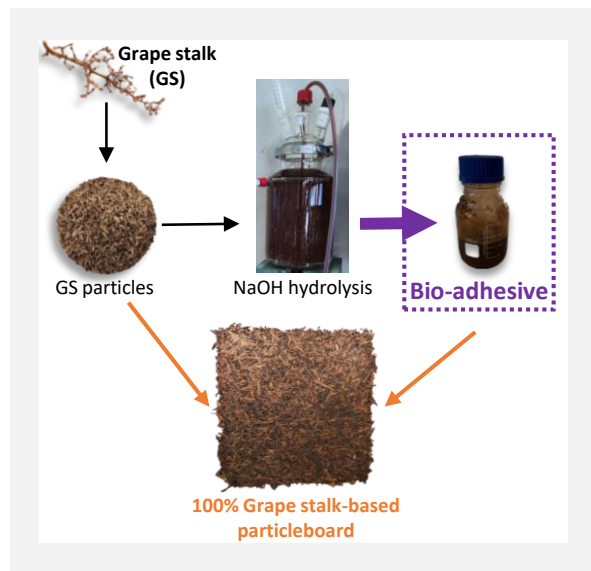 Grape stalk
(GS)
GS particles
NaOH hydrolysis
Bio-adhesive
100% Grape stalk-based
particleboard